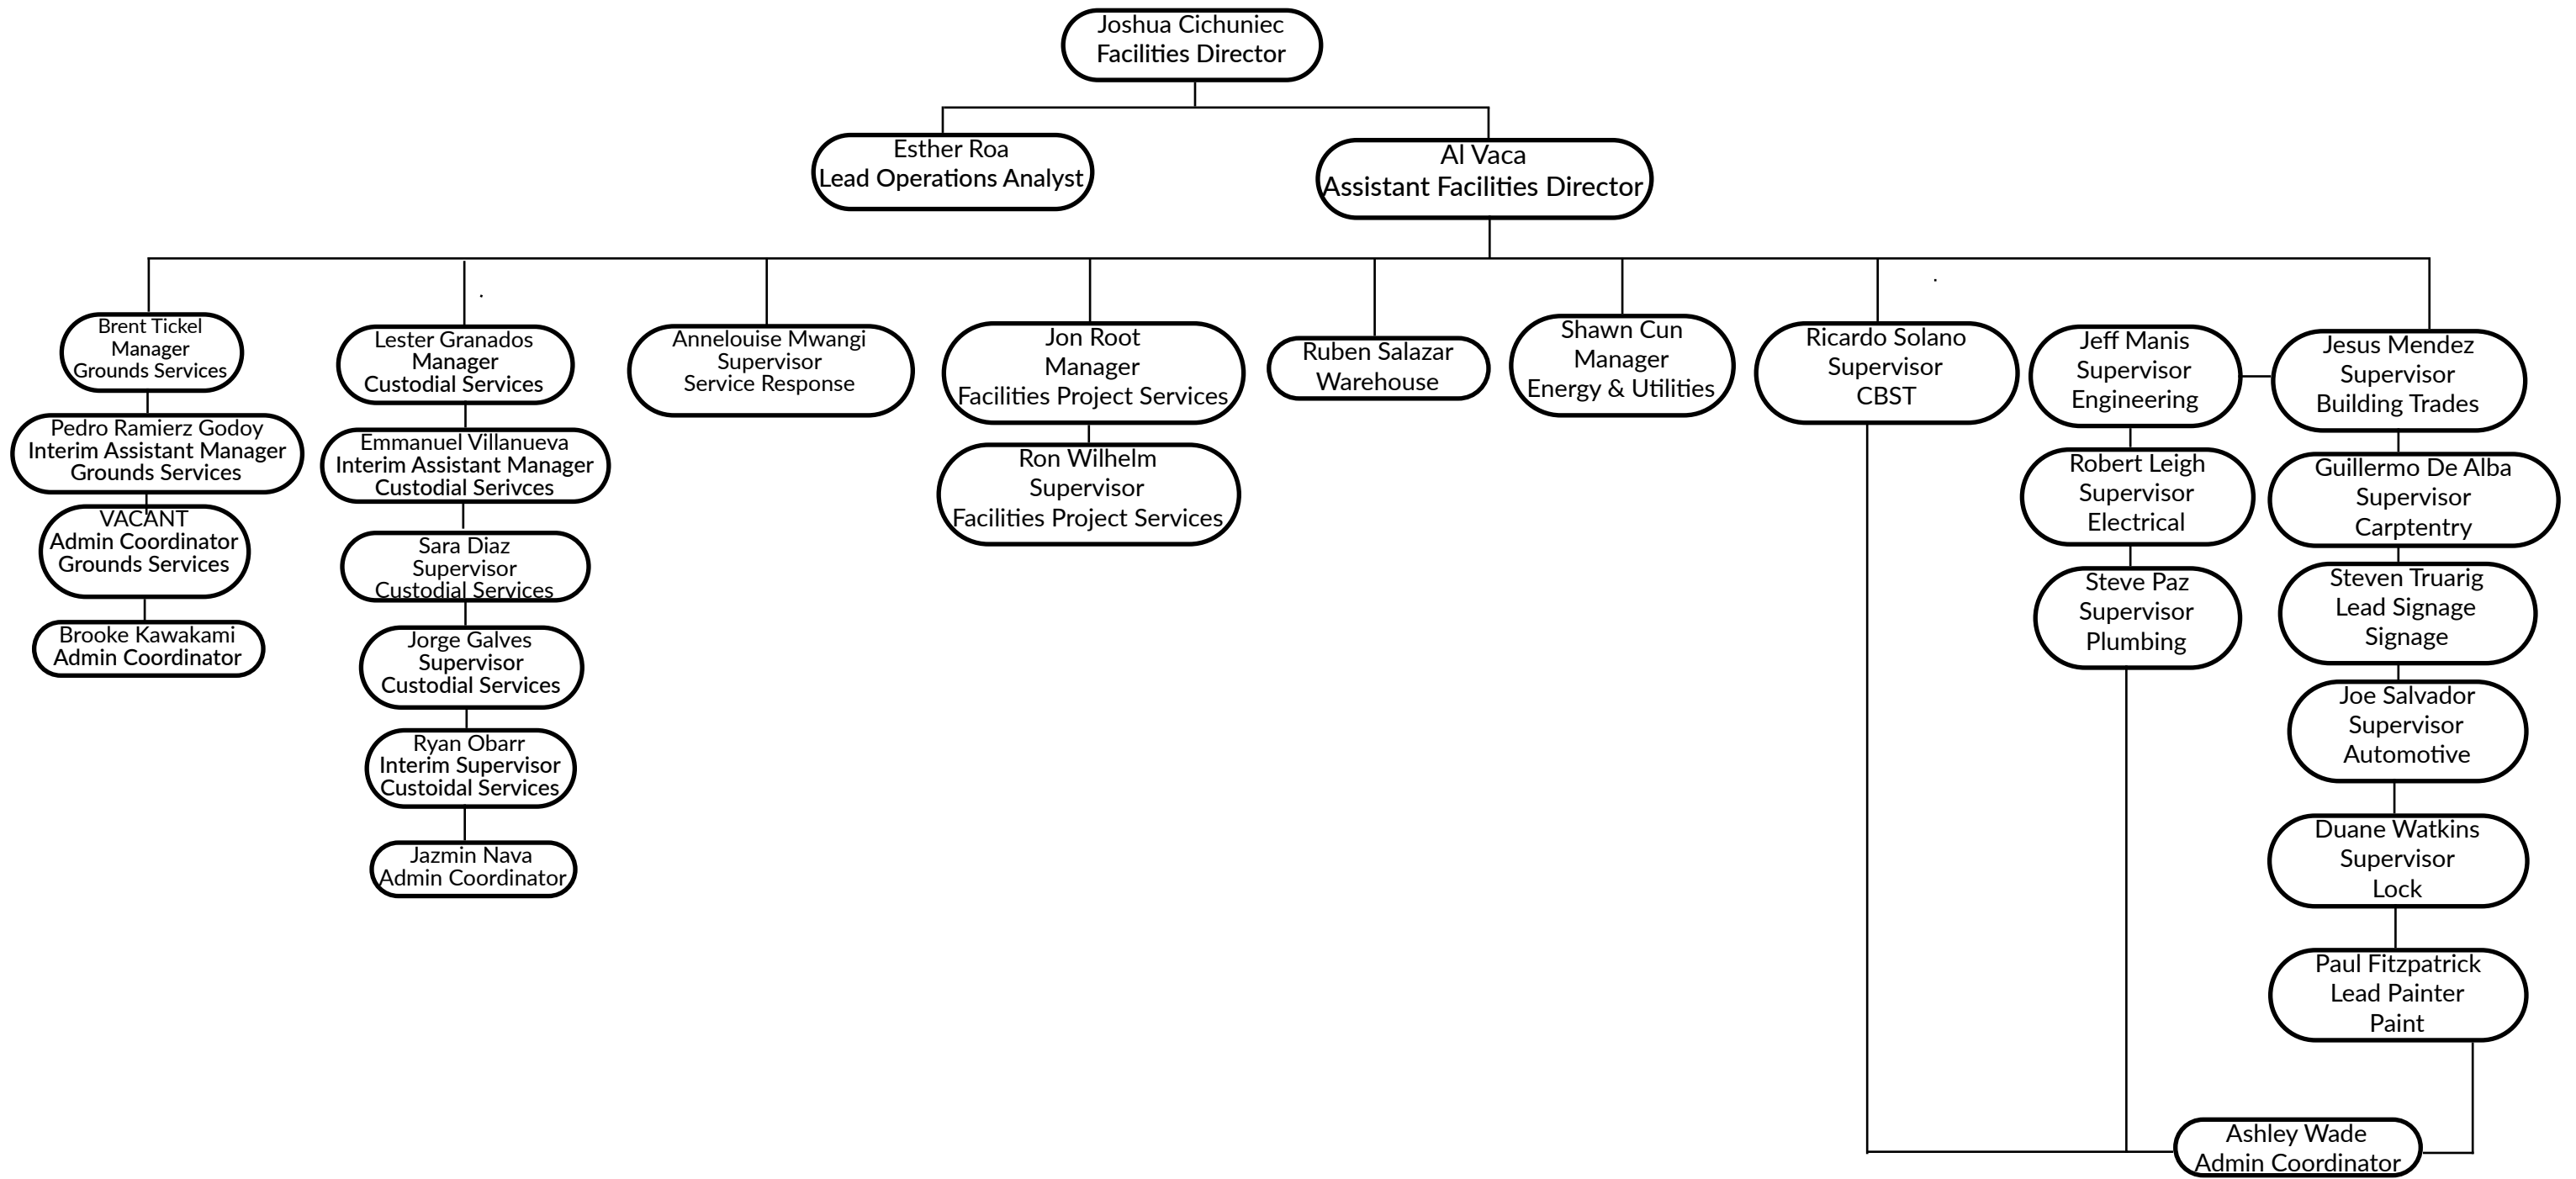 Joshua Cichuniec
Facilities Director
Esther Roa
Lead Operations Analyst
Al Vaca
Assistant Facilities Director
Brent Tickel
Manager
Grounds Services
Pedro Ramierz Godoy
Interim Assistant Manager
Grounds Services
VACANT
Admin Coordinator
Grounds Services
Brooke Kawakami
Admin Coordinator
Lester Granados
Manager
Custodial Services
Emmanuel Villanueva
Interim Assistant Manager
Custodial Serivces
Sara Diaz
Supervisor
Custodial Services
Jorge Galves
Supervisor
Custodial Services
Ryan Obarr
Interim Supervisor
Custoidal Services
Jazmin Nava
Admin Coordinator
Annelouise Mwangi
Supervisor
Service Response
Jon Root
Manager
Facilities Project Services
Ron Wilhelm
Supervisor
Facilities Project Services
Ruben Salazar
Warehouse
Shawn Cun
Manager
Energy & Utilities
Ricardo Solano
Supervisor
CBST
Jeff Manis
Supervisor
Engineering
Robert Leigh
Supervisor
Electrical
Steve Paz
Supervisor
Plumbing
Jesus Mendez
Supervisor
Building Trades
Guillermo De Alba
Supervisor
Carptentry
Steven Truarig
Lead Signage
Signage
Joe Salvador
Supervisor
Automotive
Duane Watkins
Supervisor
Lock
Paul Fitzpatrick
Lead Painter
Paint
Ashley Wade
Admin Coordinator